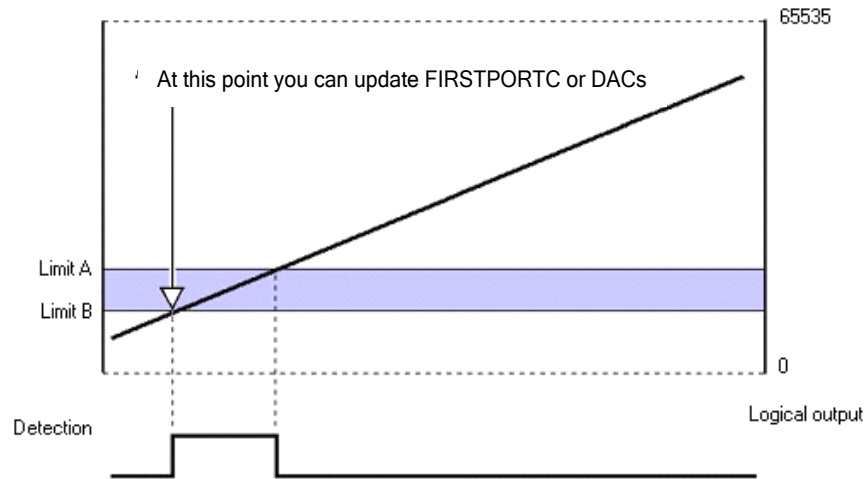 65535
At this point you can update FIRSTPORTC or DACs
Limit A
Limit B
0
Logical output
Detection